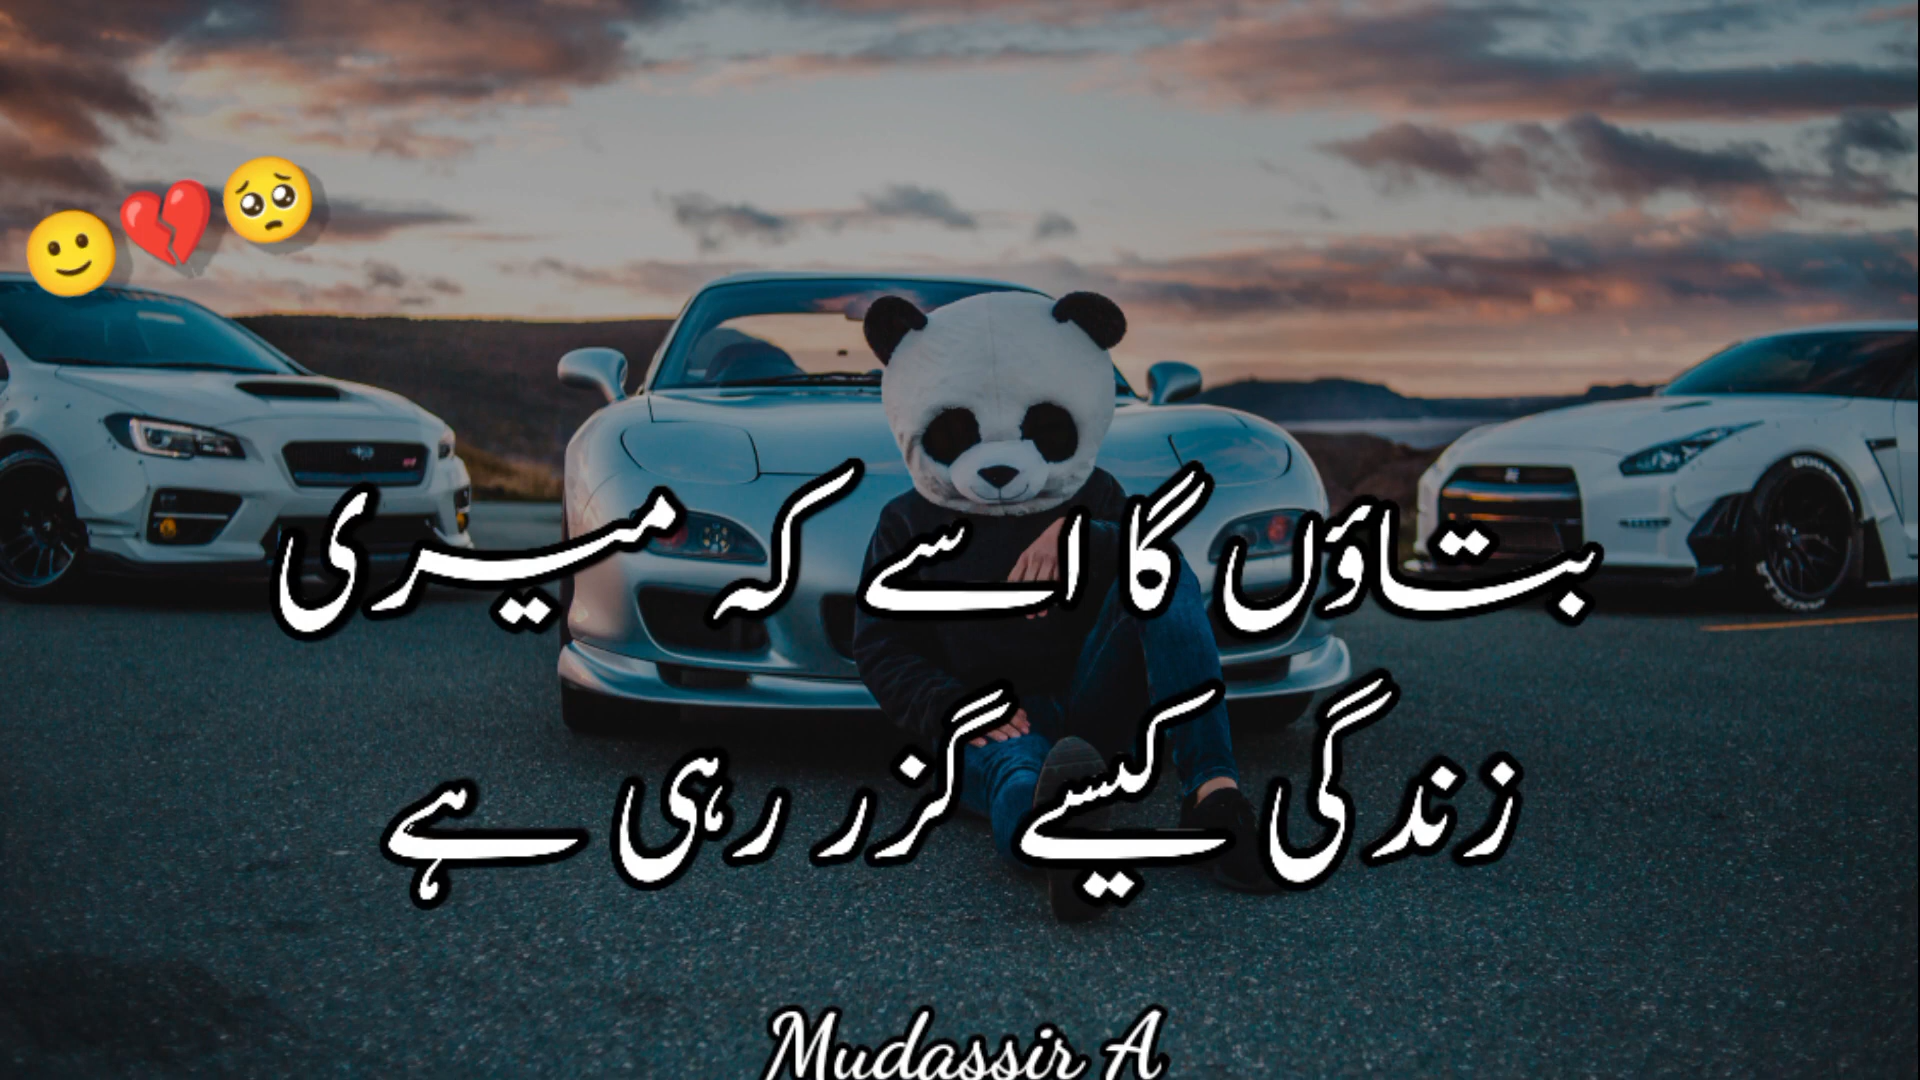 بتاؤں گا اسے کہ میری
زندگی کیسے گزر رہی ہے
Mudassir A